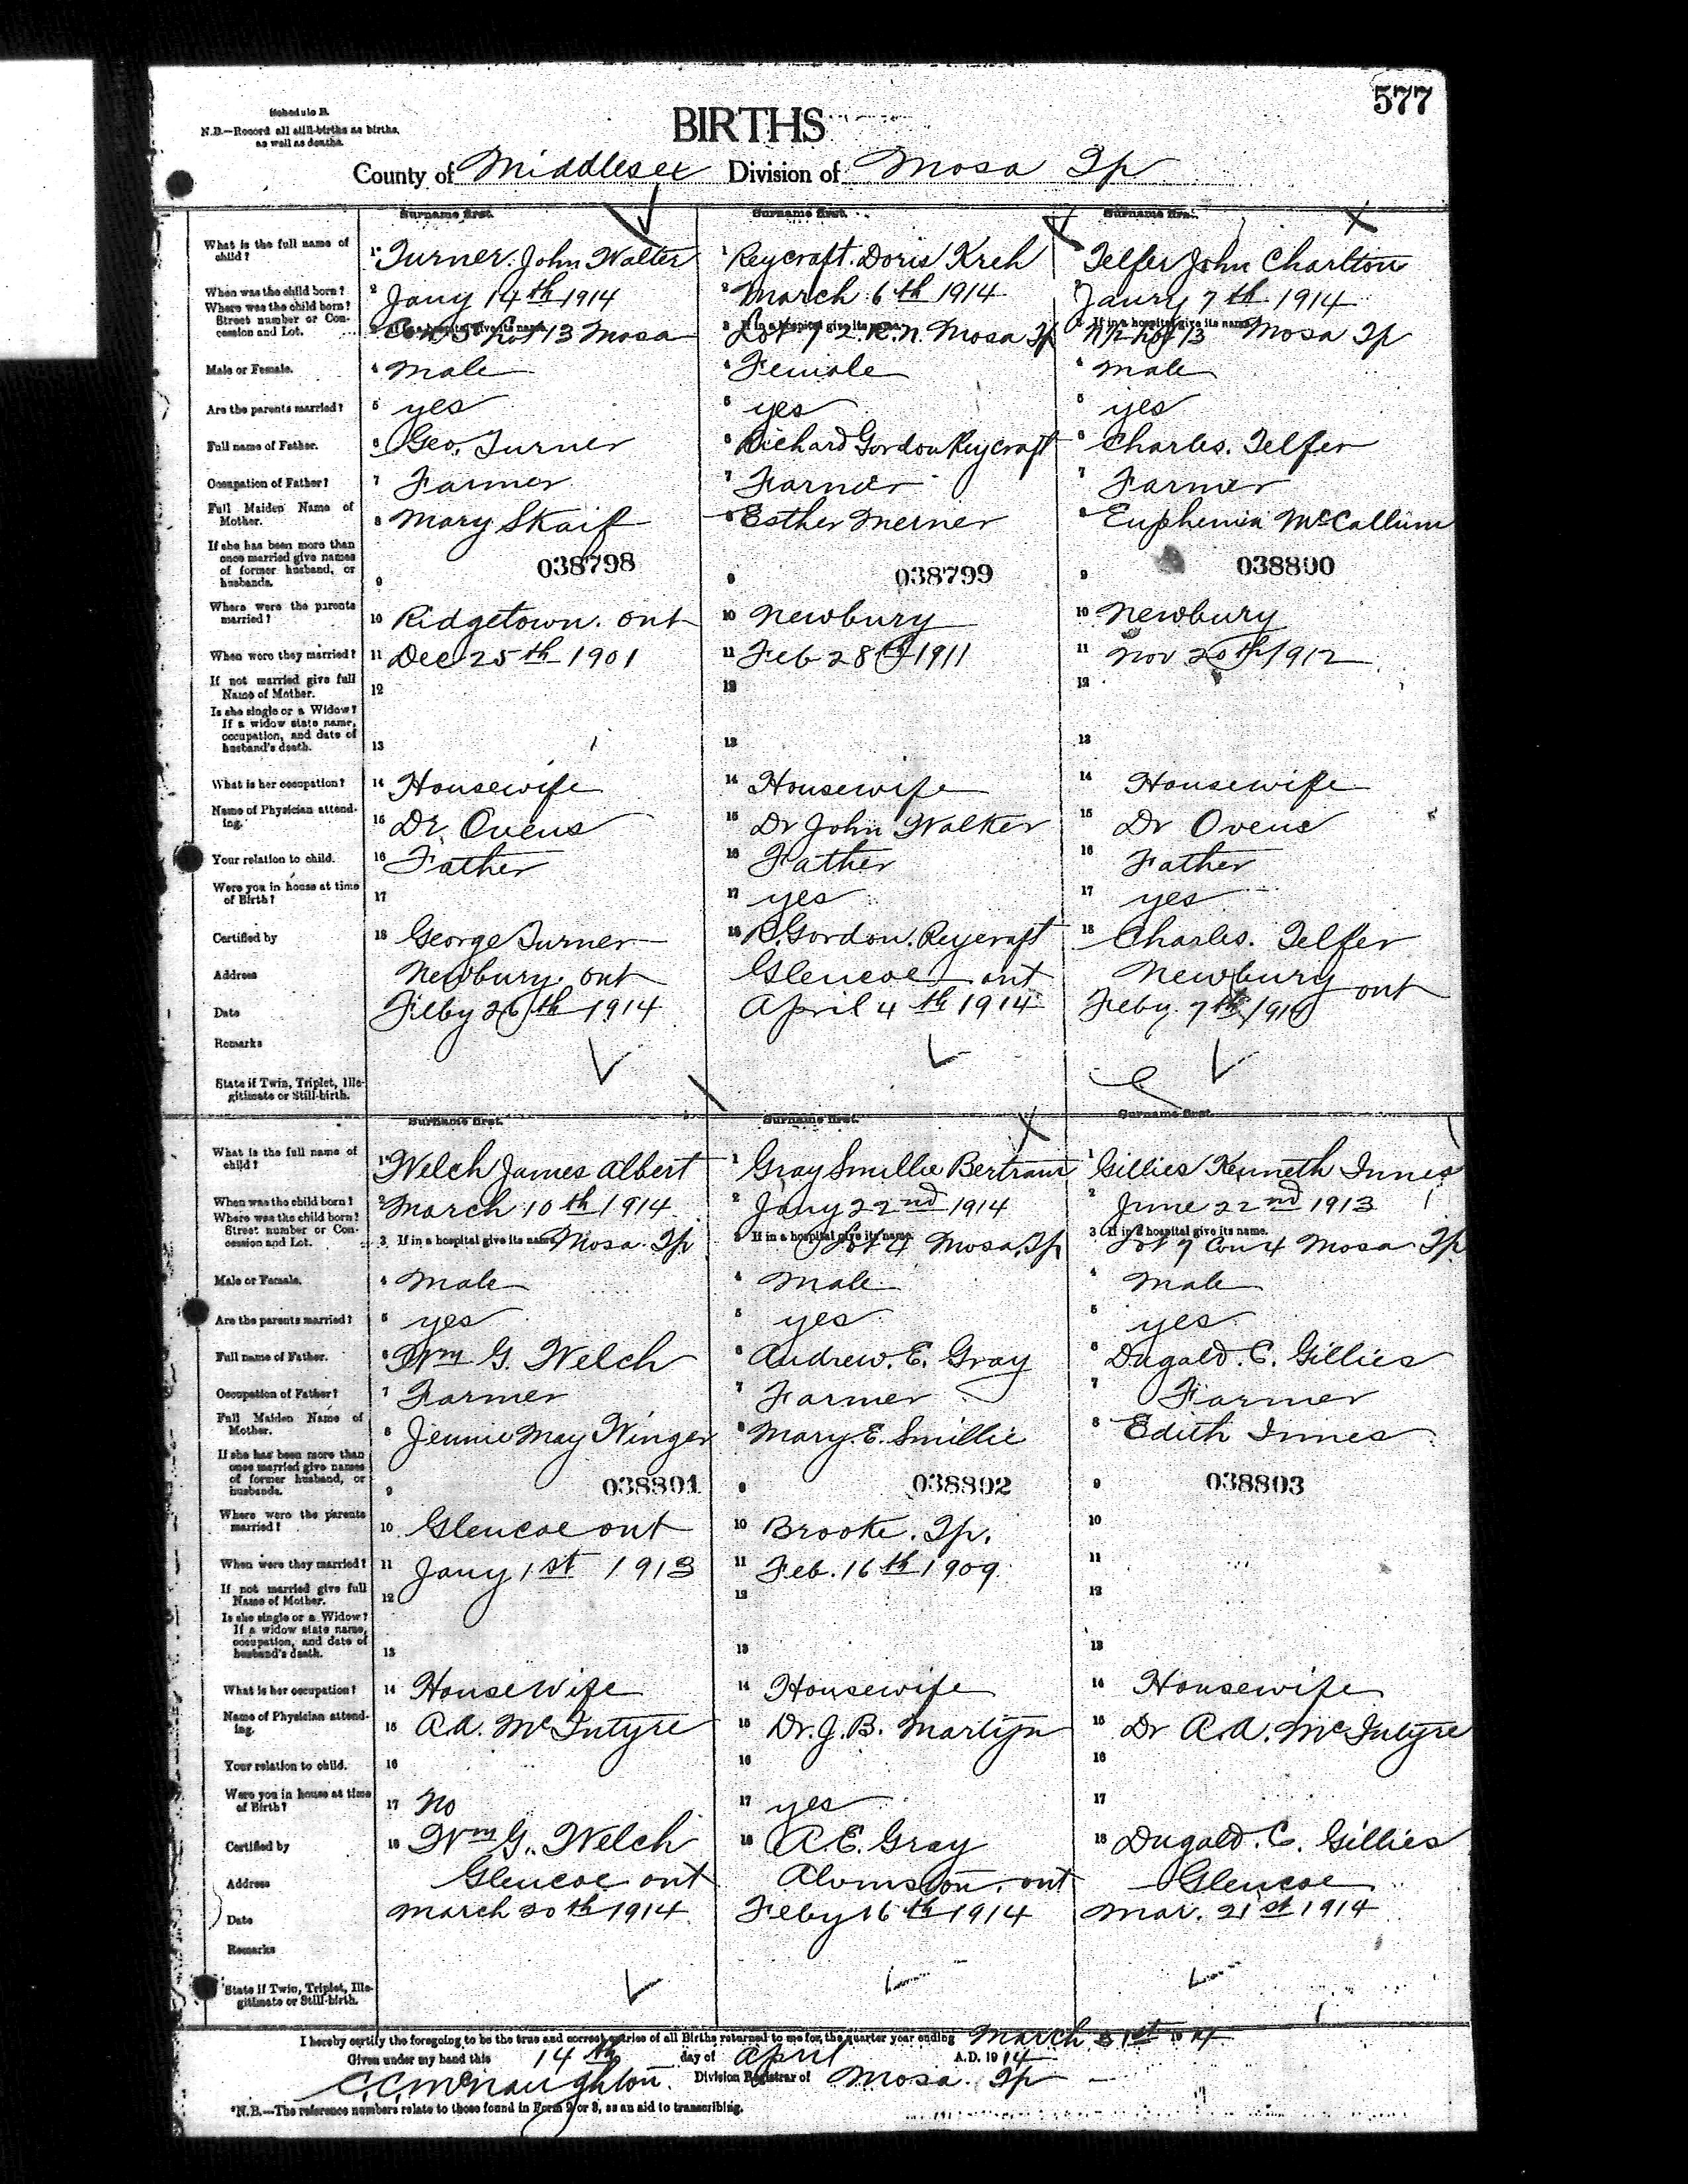 577
Schedule B.
N.B.—Record all still-births as births, as well as deaths.
BIRTHS
County of Middlesex Division of Mosa Tp
Surname first. Surname first. Surname first.
What is the full name of child? 1 Turner. John Walter 1 Reycraft. Doris Kreh 1 Telfer John Charlton
When was the child born? 2 Jany 14th 1914 2 March 6th 1914 2 Jaury 7th 1914
Where was the child born? Street number or Concession and Lot. 3 If in a hospital give its name. Con 5 Lot 13 Mosa 3 If in a hospital give its name. Lot 7 2. R.N. Mosa Tp 3 If in a hospital give its name. N 1/2 Lot 13 Mosa Tp
Male or Female. 4 Male 4 Female 4 Male
Are the parents married? 5 yes 5 yes 5 yes
Full name of Father. 6 Geo. Turner 6 Richard Gordon Reycraft 6 Charles. Telfer
Occupation of Father? 7 Farmer 7 Farmer 7 Farmer
Full Maiden Name of Mother. 8 Mary Skaif 8 Esther Merner 8 Euphemia McCallum
If she has been more than once married give names of former husband, or husbands. 9 038798 9 038799 9 038800
Where were the parents married? 10 Ridgetown. Ont 10 Newbury 10 Newbury
When were they married? 11 Dec 25th 1901 11 Feb 28th 1911 11 Nov 20th 1912
If not married give full Name of Mother. 12 12 12
Is she single or a Widow? If a widow state name, occupation, and date of husband's death. 13 13 13
What is her occupation? 14 Housewife 14 Housewife 14 Housewife
Name of Physician attending. 15 Dr. Ovens 15 Dr John Walker 15 Dr Ovens
Your relation to child. 16 Father 16 Father 16 Father
Were you in house at time of Birth? 17 17 yes 17 yes
Certified by 18 George Turner 18 R. Gordon. Reycraft 18 Charles. Telfer
Address Newbury. Ont Glencoe Ont Newbury Ont
Date Feby 26th 1914 April 4th 1914 Feby. 7th 1914
Remarks
State if Twin, Triplet, Illegitimate or Still-birth.
Surname first. Surname first. Surname first.
What is the full name of child? 1 Welch James Albert 1 Gray Smillie Bertram 1 Gillies Kenneth Innes
When was the child born? 2 March 10th 1914 2 Jany 22nd 1914 2 June 22nd 1913
Where was the child born? Street number or Concession and Lot. 3 If in a hospital give its name. Mosa Tp 3 If in a hospital give its name. Lot 4 Mosa. Tp 3 If in a hospital give its name. Lot 7 Con 4 Mosa Tp
Male or Female. 4 Male 4 Male 4 Male
Are the parents married? 5 yes 5 yes 5 yes
Full name of Father. 6 Wm G. Welch 6 Andrew. E. Gray 6 Dugald. C. Gillies
Occupation of Father? 7 Farmer 7 Farmer 7 Farmer
Full Maiden Name of Mother. 8 Jennie May Winger 8 Mary. E. Smillie 8 Edith Innes
If she has been more than once married give names of former husband, or husbands. 9 038801 9 038802 9 038803
Where were the parents married? 10 Glencoe Ont 10 Brooke. Tp. 10
When were they married? 11 Jany 1st 1913 11 Feb. 16th 1909 11
If not married give full Name of Mother. 12 12 12
Is she single or a Widow? If a widow state name, occupation, and date of husband's death. 13 13 13
What is her occupation? 14 HouseWife 14 Housewife 14 Housewife
Name of Physician attending. 15 A.A. McIntyre 15 Dr. J. B. Martyn 15 Dr A.A. McIntyre
Your relation to child. 16 16 16
Were you in house at time of Birth? 17 No 17 yes 17
Certified by 18 Wm G. Welch 18 A. E. Gray 18 Dugald. C. Gillies
Address Glencoe Ont Alvinston. Ont Glencoe
Date March 20th 1914 Feby 16th 1914 Mar. 21st 1914
Remarks
State if Twin, Triplet, Illegitimate or Still-birth.
I hereby certify the foregoing to be the true and correct entries of all Births returned to me for the quarter year ending March 31st 1914
Given under my hand this 14th day of April A.D. 1914
C.C. McNaughton. Division Registrar of Mosa. Tp
*N.B.—The reference numbers relate to those found in Form 2 or 3, as an aid to transcribing.